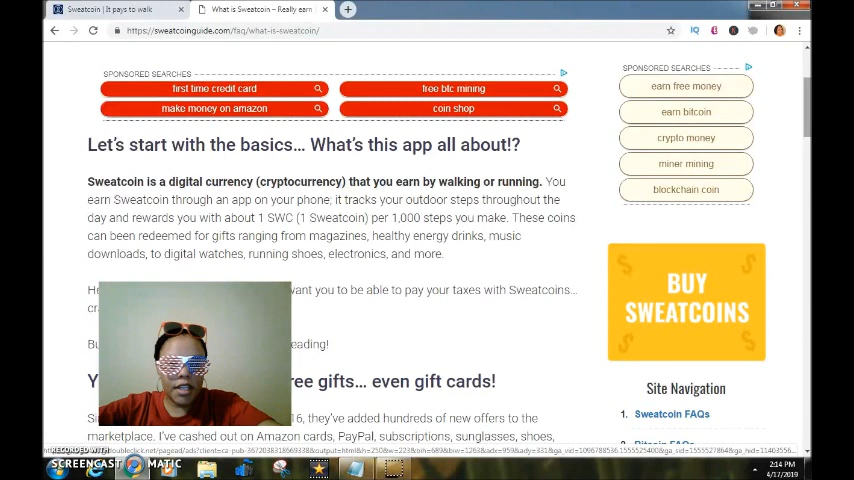 Sweatcoin | It pays to walk
What is Sweatcoin – Really earn
https://sweatcoinguide.com/faq/what-is-sweatcoin/
SPONSORED SEARCHES
first time credit card
free btc mining
make money on amazon
coin shop
SPONSORED SEARCHES
earn free money
earn bitcoin
crypto money
miner mining
blockchain coin
Let's start with the basics… What's this app all about!?
Sweatcoin is a digital currency (cryptocurrency) that you earn by walking or running. You
earn Sweatcoin through an app on your phone; it tracks your outdoor steps throughout the
day and rewards you with about 1 SWC (1 Sweatcoin) per 1,000 steps you make. These coins
can be redeemed for gifts ranging from magazines, healthy energy drinks, music
downloads, to digital watches, running shoes, electronics, and more.
He
want you to be able to pay your taxes with Sweatcoins…
cr
Bu
eading!
Y
ree gifts… even gift cards!
Si
16, they've added hundreds of new offers to the
marketplace. I've cashed out on Amazon cards, PayPal, subscriptions, sunglasses, shoes,
BUY
SWEATCOINS
Site Navigation
1. Sweatcoin FAQs
RECORDED WITH
SCREENCAST MATIC
2:14 PM
4/17/2019